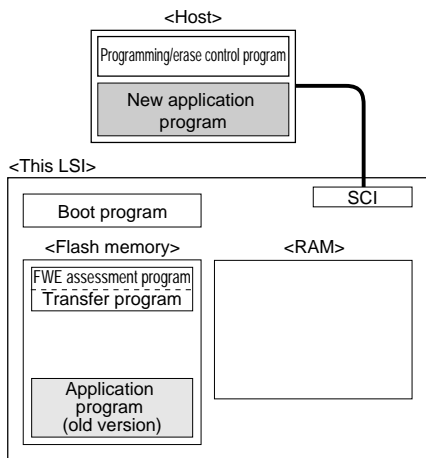 <Host>
Programming/erase control program
New application
program
<This LSI>
SCI
Boot program
<Flash memory>
<RAM>
FWE assessment program
Transfer program
Application
program
(old version)